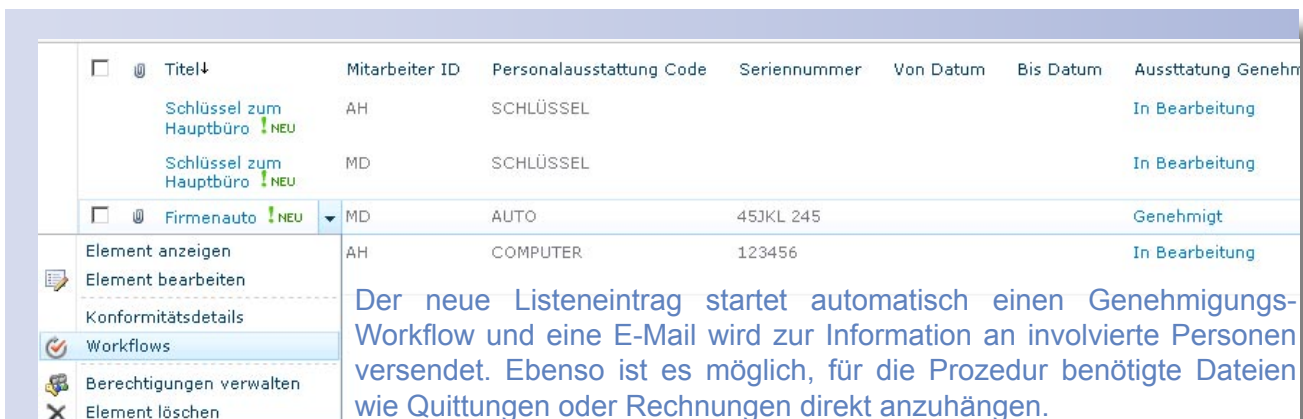 Titel↓ Mitarbeiter ID Personalausstattung Code Seriennummer Von Datum Bis Datum Aussttatung Genehm
Schlüssel zum AH SCHLÜSSEL In Bearbeitung
Hauptbüro ! NEU
Schlüssel zum MD SCHLÜSSEL In Bearbeitung
Hauptbüro ! NEU
Firmenauto ! NEU MD AUTO 45JKL 245 Genehmigt
AH COMPUTER 123456 In Bearbeitung
Element anzeigen
Element bearbeiten
Konformitätsdetails
Workflows
Berechtigungen verwalten
Element löschen
Der neue Listeneintrag startet automatisch einen Genehmigungs-
Workflow und eine E-Mail wird zur Information an involvierte Personen
versendet. Ebenso ist es möglich, für die Prozedur benötigte Dateien
wie Quittungen oder Rechnungen direkt anzuhängen.